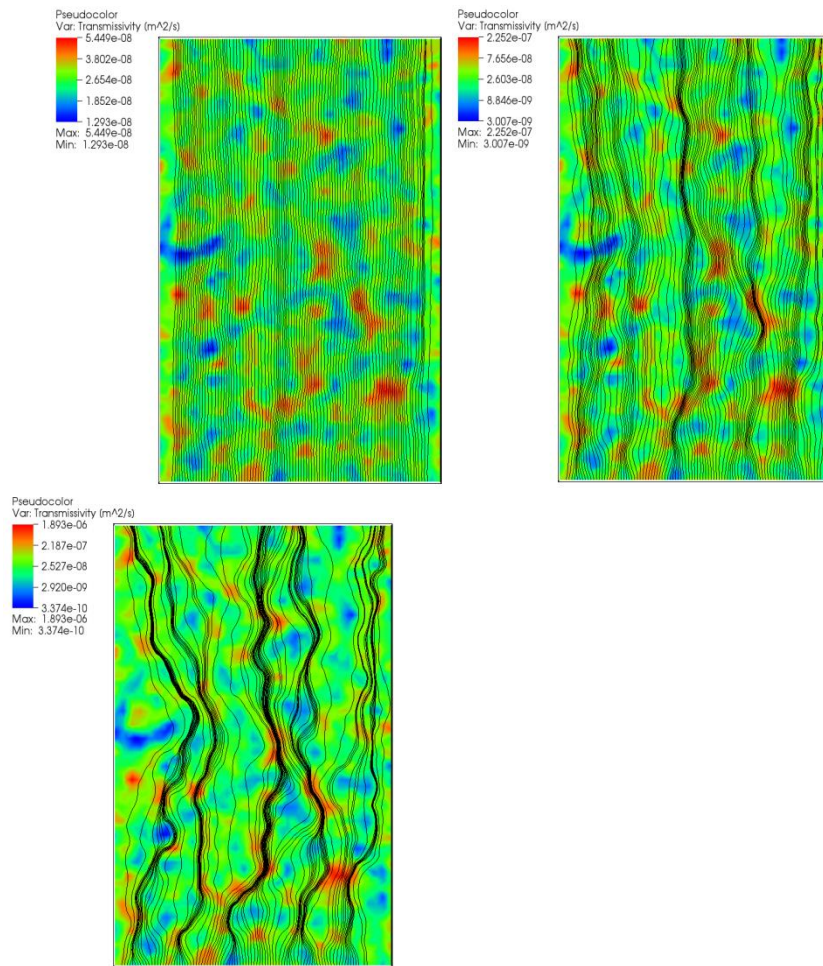 Pseudocolor
Var: Transmissivity (m^2/s)
5.449e-08
3.802e-08
2.654e-08
1.852e-08
1.293e-08
Max: 5.449e-08
Min: 1.293e-08
Pseudocolor
Var: Transmissivity (m^2/s)
2.252e-07
7.656e-08
2.603e-08
8.846e-09
3.007e-09
Max: 2.252e-07
Min: 3.007e-09
Pseudocolor
Var: Transmissivity (m^2/s)
1.893e-06
2.187e-07
2.527e-08
2.920e-09
3.374e-10
Max: 1.893e-06
Min: 3.374e-10